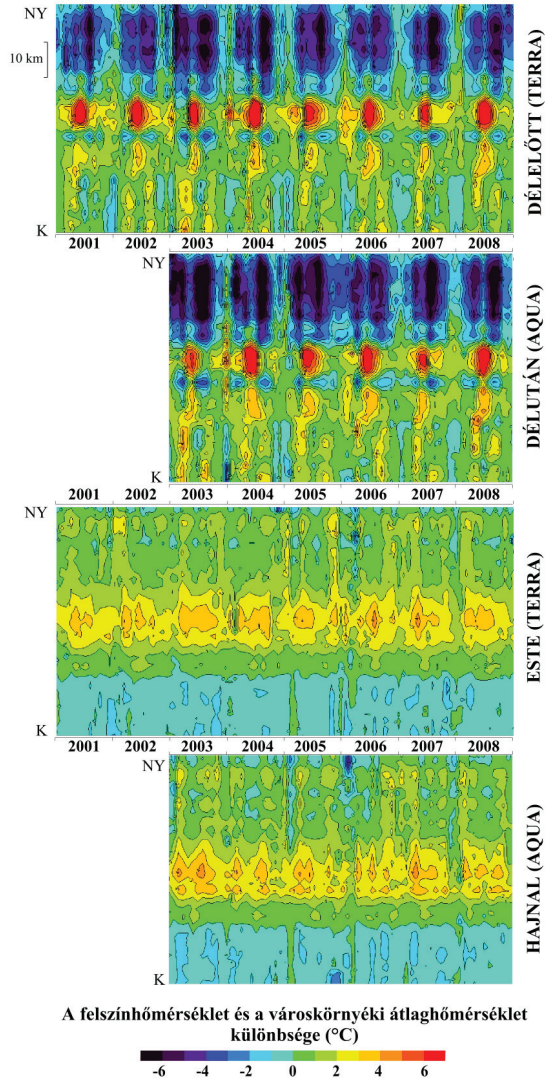 NY
10 km
K
DÉLELŐTT (TERRA)
2001 2002 2003 2004 2005 2006 2007 2008
NY
K
DÉLUTÁN (AQUA)
2001 2002 2003 2004 2005 2006 2007 2008
NY
K
ESTE (TERRA)
2001 2002 2003 2004 2005 2006 2007 2008
NY
K
HAJNAL (AQUA)
A felszínhőmérséklet és a városkörnyéki átlaghőmérséklet
különbsége (°C)
-6 -4 -2 0 2 4 6